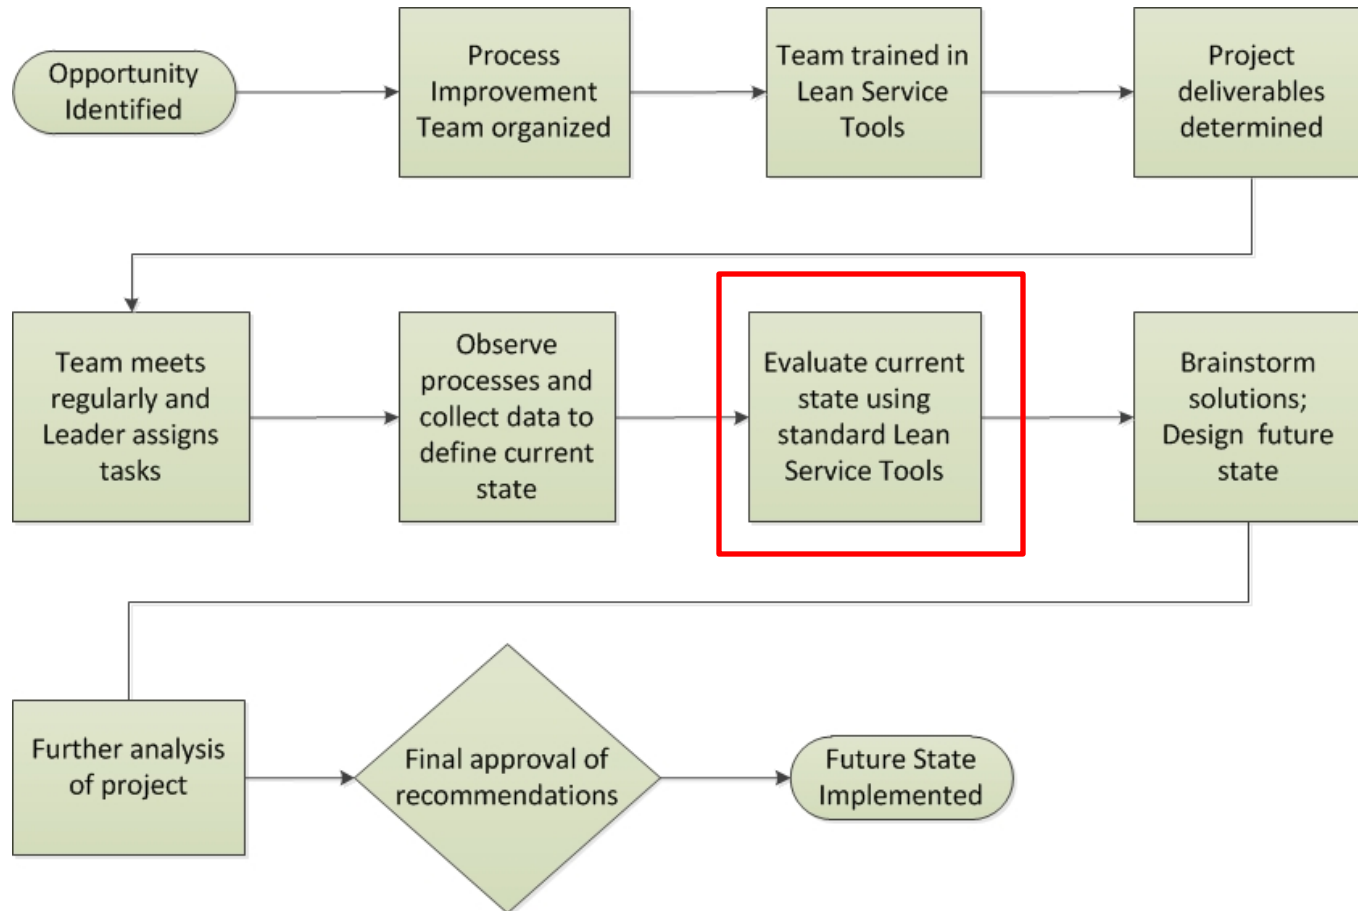 Opportunity
Identified
Process
Improvement
Team organized
Team trained in
Lean Service
Tools
Project
deliverables
determined
Team meets
regularly and
Leader assigns
tasks
Observe
processes and
collect data to
define current
state
Evaluate current
state using
standard Lean
Service Tools
Brainstorm
solutions;
Design future
state
Further analysis
of project
Final approval of
recommendations
Future State
Implemented